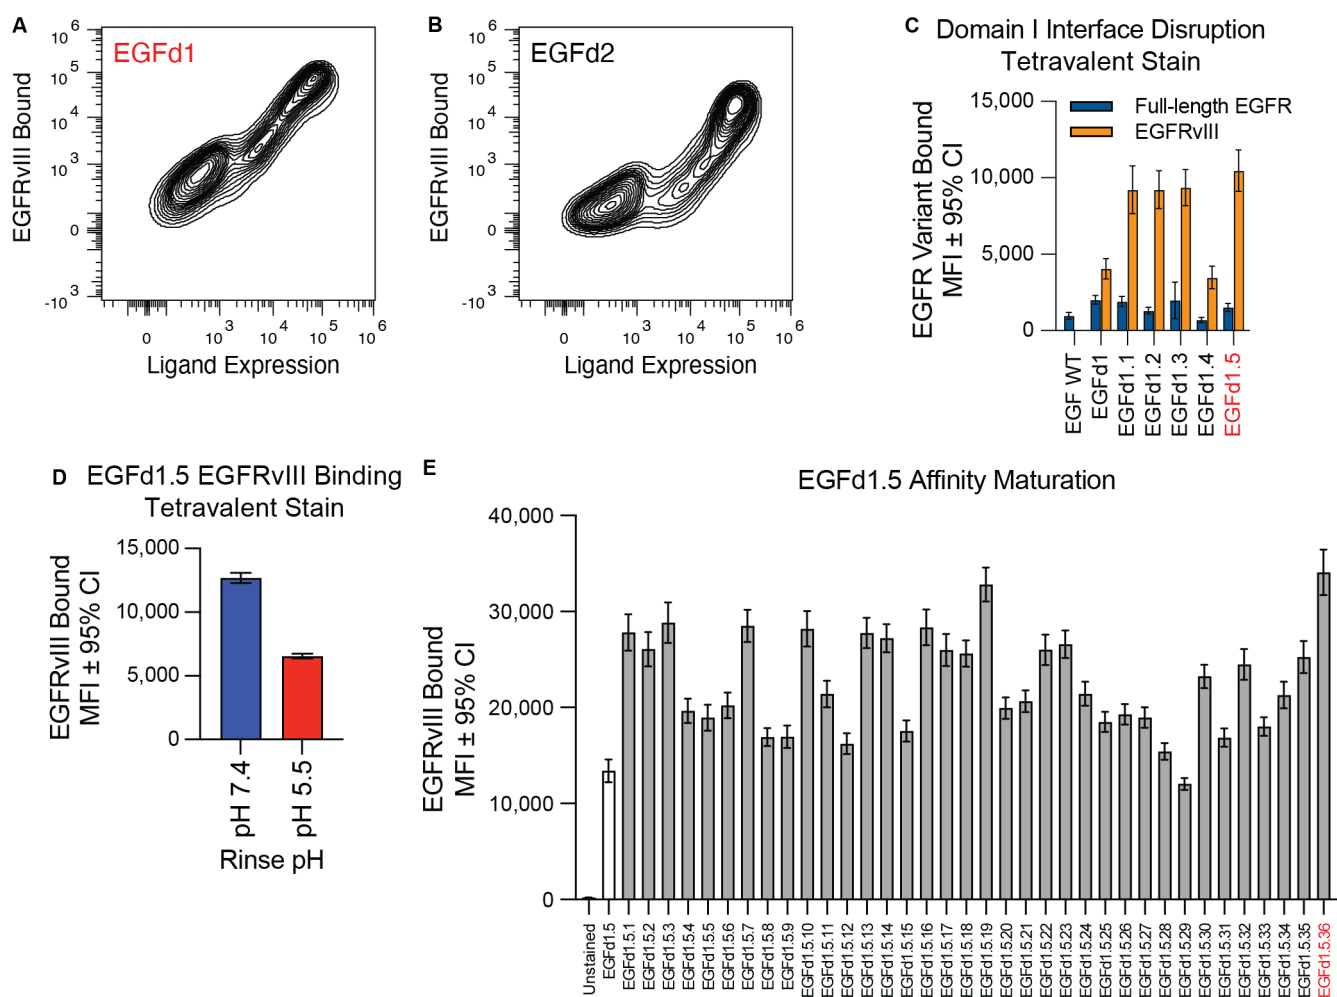 A
EGFd1
10 6
10 5
10 4
10 3
0
-10 3
EGFRvIII Bound
0
10 3
10 4
10 5
10 6
Ligand Expression
B
EGFd2
10 6
10 5
10 4
10 3
0
-10 3
EGFRvIII Bound
0
10 3
10 4
10 5
10 6
Ligand Expression
C
Domain I Interface Disruption
Tetravalent Stain
15,000
10,000
5,000
0
EGFR Variant Bound
MFI ± 95% CI
Full-length EGFR
EGFRvIII
EGF WT
EGFd1
EGFd1.1
EGFd1.2
EGFd1.3
EGFd1.4
EGFd1.5
D
EGFd1.5 EGFRvIII Binding
Tetravalent Stain
15,000
10,000
5,000
0
EGFRvIII Bound
MFI ± 95% CI
pH 7.4
pH 5.5
Rinse pH
E
EGFd1.5 Affinity Maturation
40,000
30,000
20,000
10,000
0
EGFRvIII Bound
MFI ± 95% CI
Unstained
EGFd1.5
EGFd1.5.1
EGFd1.5.2
EGFd1.5.3
EGFd1.5.4
EGFd1.5.5
EGFd1.5.6
EGFd1.5.7
EGFd1.5.8
EGFd1.5.9
EGFd1.5.10
EGFd1.5.11
EGFd1.5.12
EGFd1.5.13
EGFd1.5.14
EGFd1.5.15
EGFd1.5.16
EGFd1.5.17
EGFd1.5.18
EGFd1.5.19
EGFd1.5.20
EGFd1.5.21
EGFd1.5.22
EGFd1.5.23
EGFd1.5.24
EGFd1.5.25
EGFd1.5.26
EGFd1.5.27
EGFd1.5.28
EGFd1.5.29
EGFd1.5.30
EGFd1.5.31
EGFd1.5.32
EGFd1.5.33
EGFd1.5.34
EGFd1.5.35
EGFd1.5.36